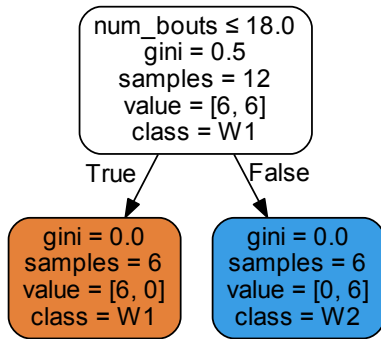 num_bouts ≤ 18.0
gini = 0.5
samples = 12
value = [6, 6]
class = W1
True
False
gini = 0.0
samples = 6
value = [6, 0]
class = W1
gini = 0.0
samples = 6
value = [0, 6]
class = W2